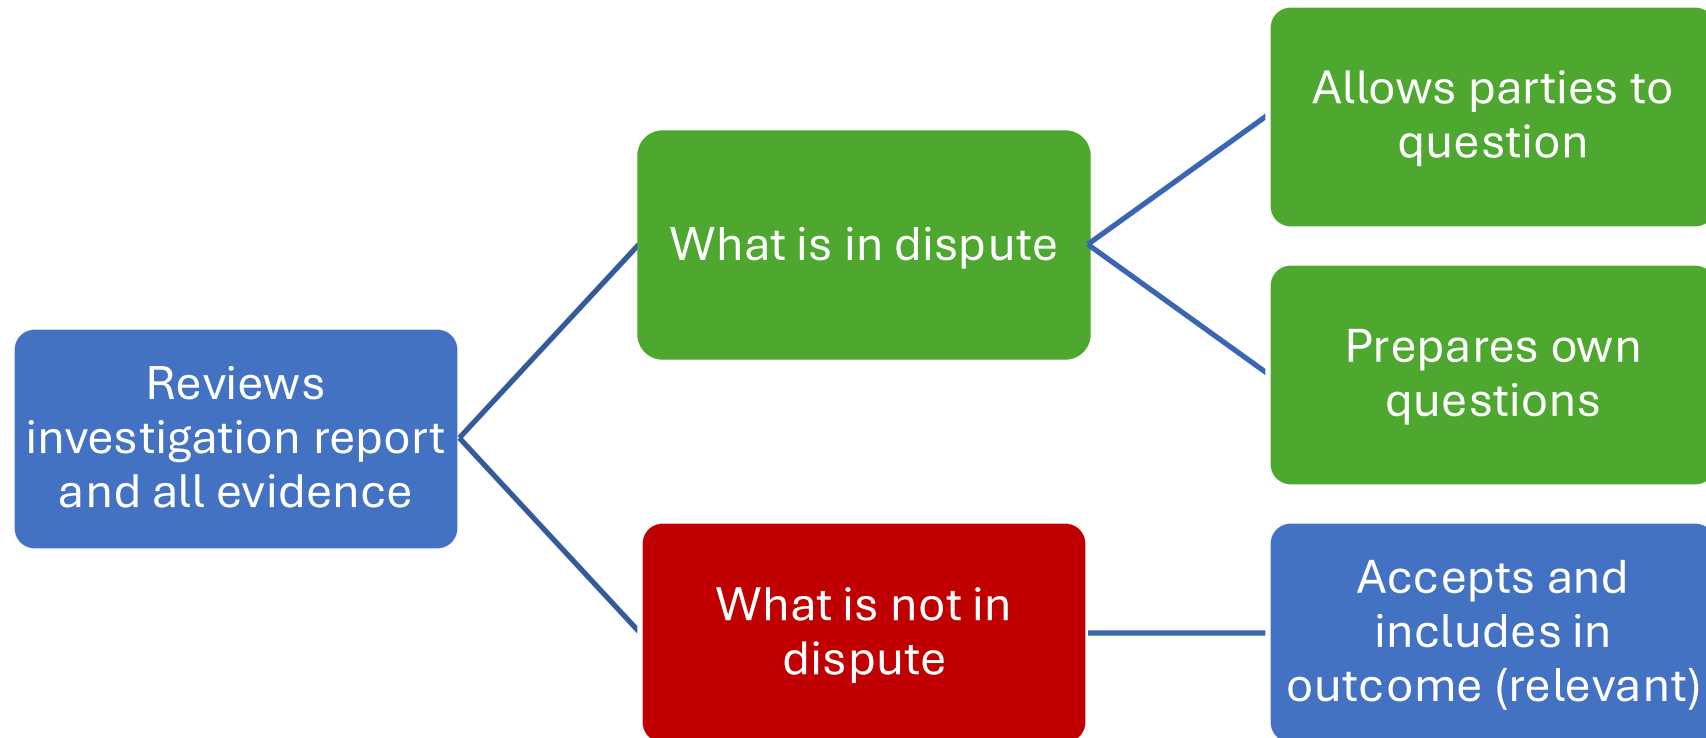 Reviews
investigation report
and all evidence
What is in dispute
Allows parties to
question
Prepares own
questions
What is not in
dispute
Accepts and
includes in
outcome (relevant)